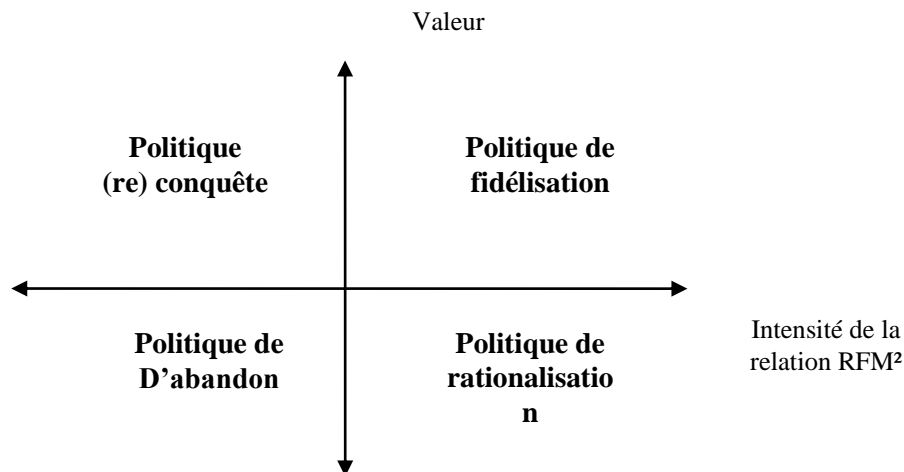 Valeur
Politique
(re) conquête
Politique de
fidélisation
Politique de
D’abandon
Politique de
rationalisatio
n
Intensité de la
relation RFM²